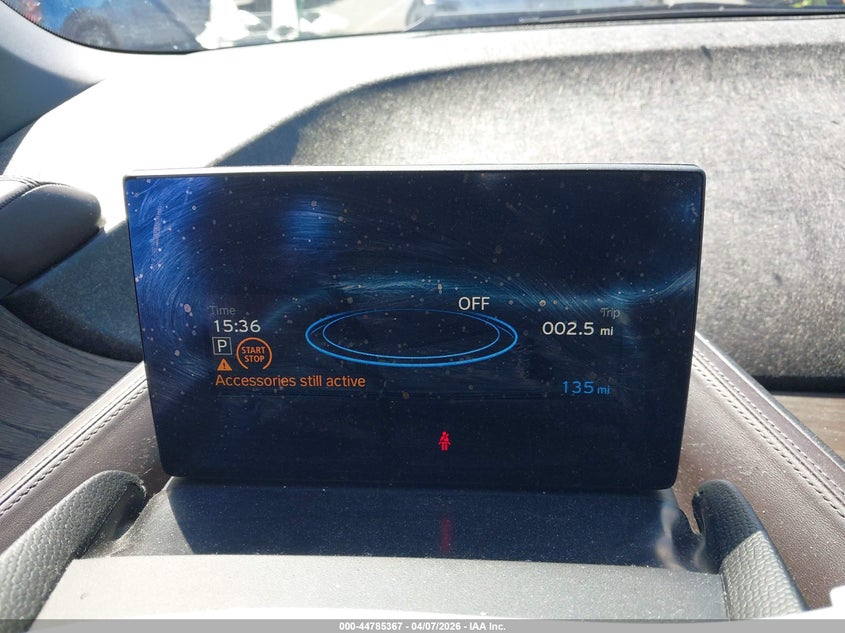 OFF
Time
Trip
15:36
002.5 mi
P
START
STOP
Accessories still active
135 mi
000-44785367 - 04/07/2026 - IAA Inc.